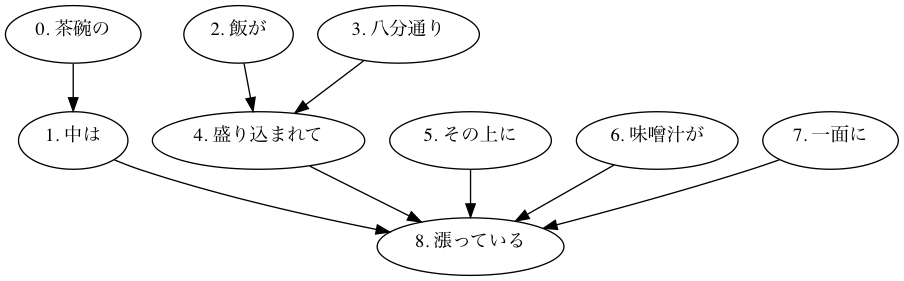 0. 茶碗の
2. 飯が
3. 八分通り
1. 中は
4. 盛り込まれて
5. その上に
6. 味噌汁が
7. 一面に
8. 漲っている